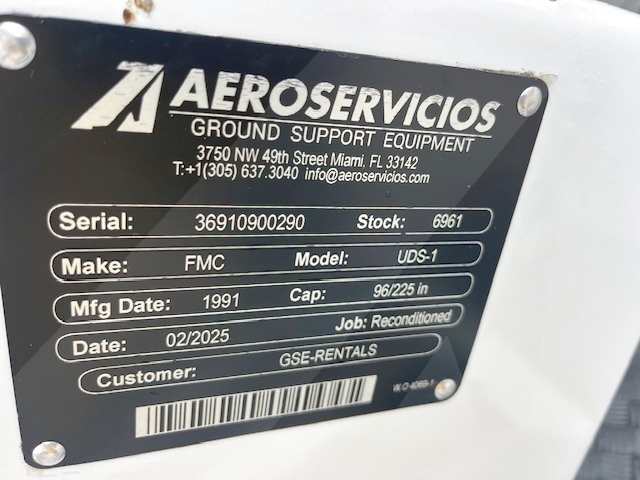 AEROSERVICIOS
GROUND SUPPORT EQUIPMENT
3750 NW 49th Street Miami, FL 33142
T:+1(305) 637.3040 info@aeroservicios.com
Serial: 36910900290 Stock: 6961
Make: FMC Model: UDS-1
Mfg Date: 1991 Cap: 96/225 in
Date: 02/2025 Job: Reconditioned
Customer: GSE-RENTALS
W.O 4069-1